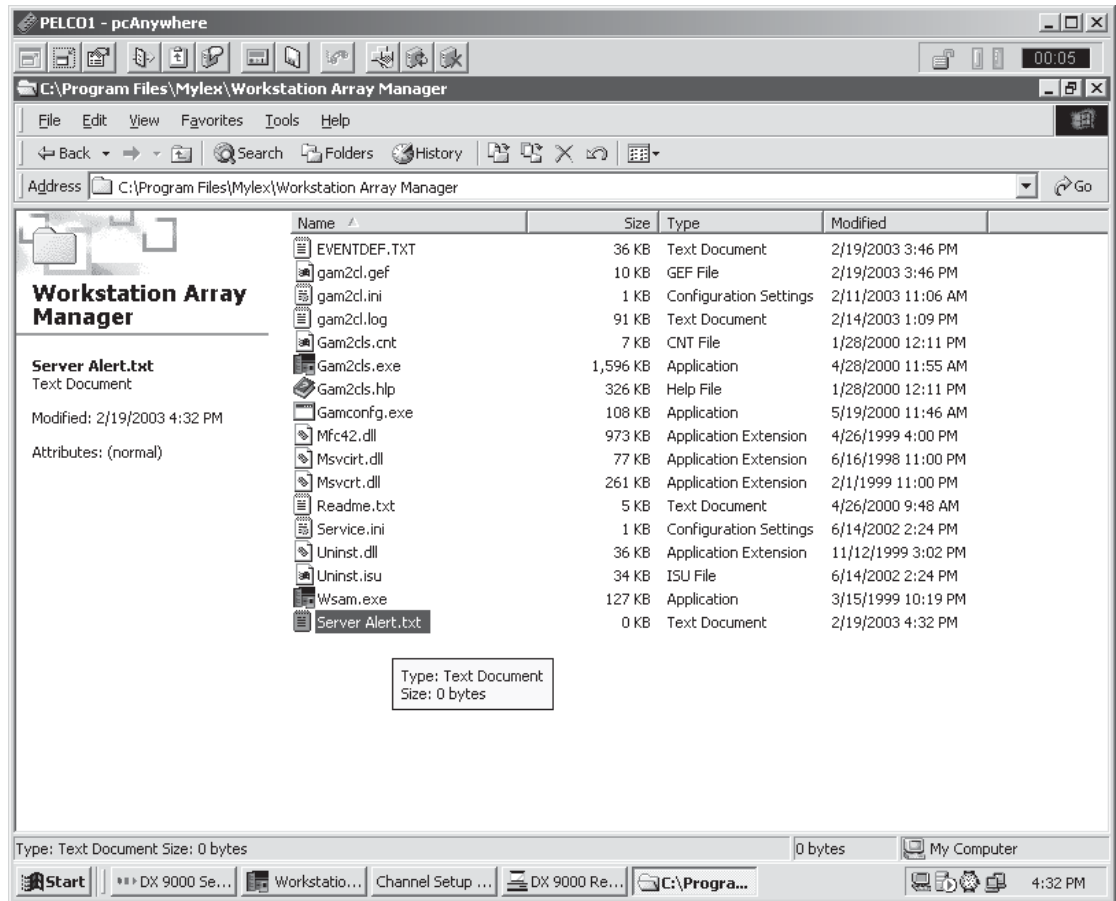 PELCO1 - pcAnywhere
00:05
C:\Program Files\Mylex\Workstation Array Manager
File Edit View Favorites Tools Help
Back Search Folders History
Address C:\Program Files\Mylex\Workstation Array Manager Go
Workstation Array
Manager
Server Alert.txt
Text Document
Modified: 2/19/2003 4:32 PM
Attributes: (normal)
Name Size Type Modified
EVENTDEF.TXT 36 KB Text Document 2/19/2003 3:46 PM
gam2cl.gef 10 KB GEF File 2/19/2003 3:46 PM
gam2cl.ini 1 KB Configuration Settings 2/11/2003 11:06 AM
gam2cl.log 91 KB Text Document 2/14/2003 1:09 PM
Gam2cls.cnt 7 KB CNT File 1/28/2000 12:11 PM
Gam2cls.exe 1,596 KB Application 4/28/2000 11:55 AM
Gam2cls.hlp 326 KB Help File 1/28/2000 12:11 PM
Gamconfg.exe 108 KB Application 5/19/2000 11:46 AM
Mfc42.dll 973 KB Application Extension 4/26/1999 4:00 PM
Msvcirt.dll 77 KB Application Extension 6/16/1998 11:00 PM
Msvcrt.dll 261 KB Application Extension 2/1/1999 11:00 PM
Readme.txt 5 KB Text Document 4/26/2000 9:48 AM
Service.ini 1 KB Configuration Settings 6/14/2002 2:24 PM
Uninst.dll 36 KB Application Extension 11/12/1999 3:02 PM
Uninst.isu 34 KB ISU File 6/14/2002 2:24 PM
Wsam.exe 127 KB Application 3/15/1999 10:19 PM
Server Alert.txt 0 KB Text Document 2/19/2003 4:32 PM
Type: Text Document
Size: 0 bytes
Type: Text Document Size: 0 bytes 0 bytes My Computer
Start DX 9000 Se... Workstatio... Channel Setup ... DX 9000 Re... C:\Progra... 4:32 PM